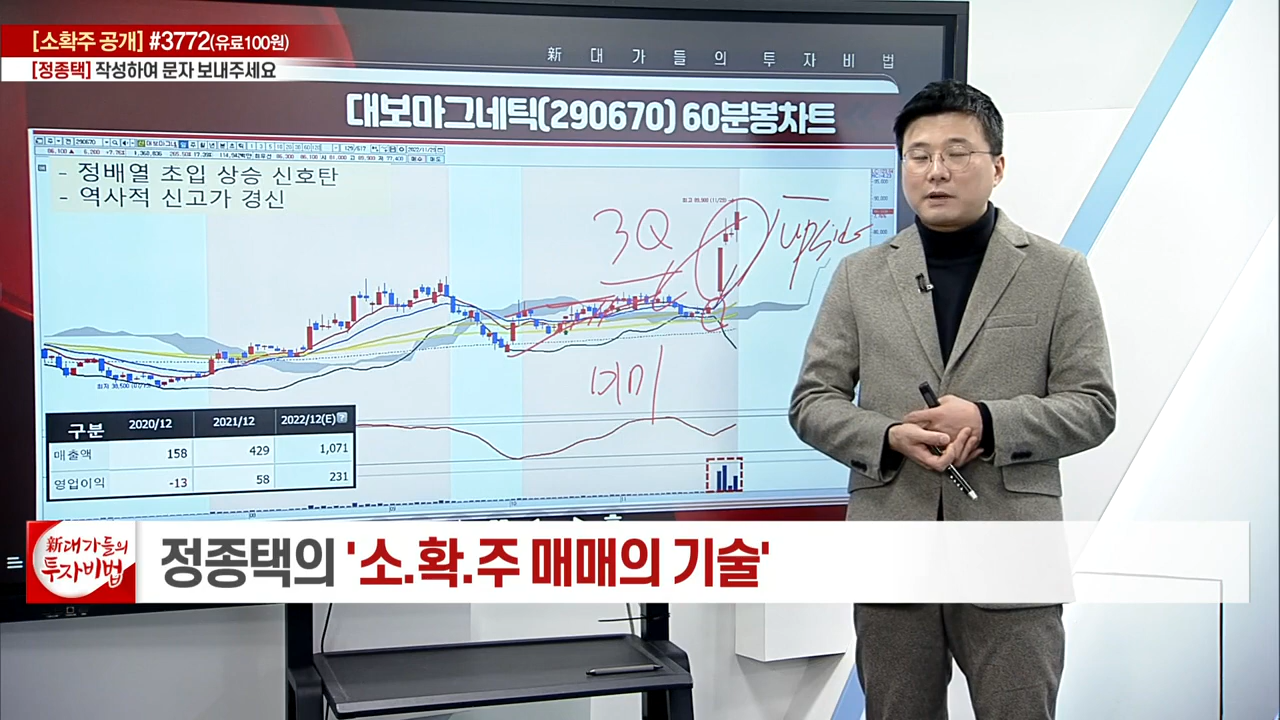 [소확주 공개] #3772(유료100원)
[정종택] 작성하여 문자 보내주세요
新 대 가 들 의 투 자 비 법
대보마그네틱(290670) 60분봉차트
- 정배열 초입 상승 신호탄
- 역사적 신고가 경신
3Q
upside
구분 2020/12 2021/12 2022/12(E)
매출액 158 429 1,071
영업이익 -13 58 231
新대가들의
투자비법
정종택의 '소.확.주 매매의 기술'